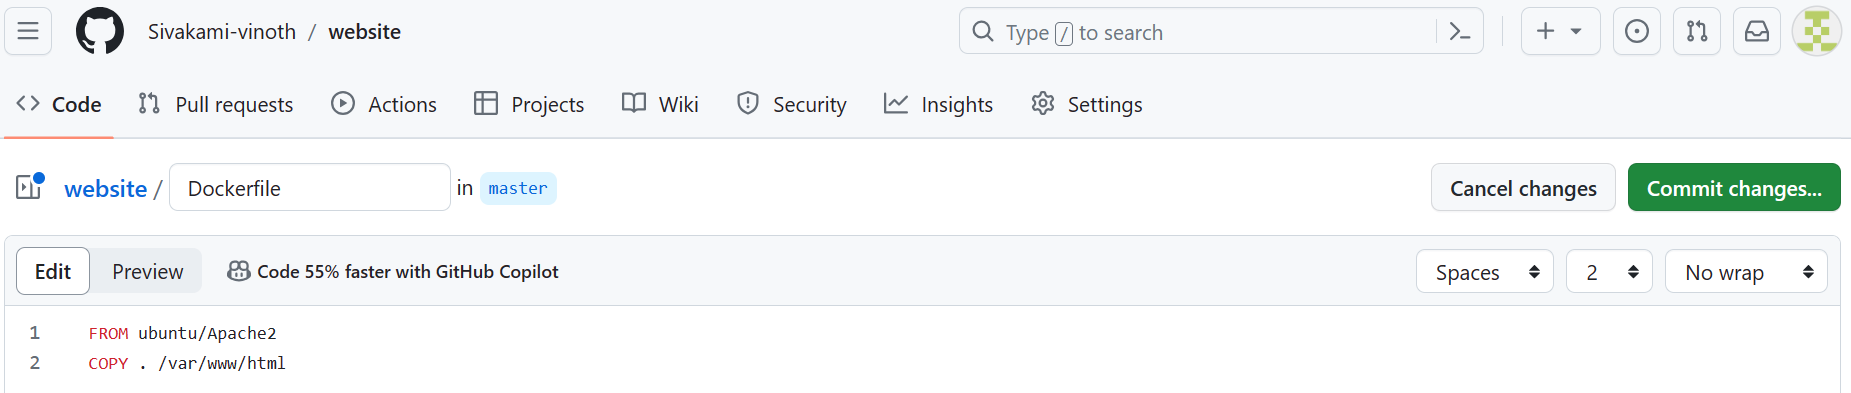 Sivakami-vinoth / website
Type / to search
Code Pull requests Actions Projects Wiki Security Insights Settings
website / Dockerfile in master
Cancel changes Commit changes...
Edit Preview Code 55% faster with GitHub Copilot
Spaces 2 No wrap
1 FROM ubuntu/Apache2
2 COPY . /var/www/html